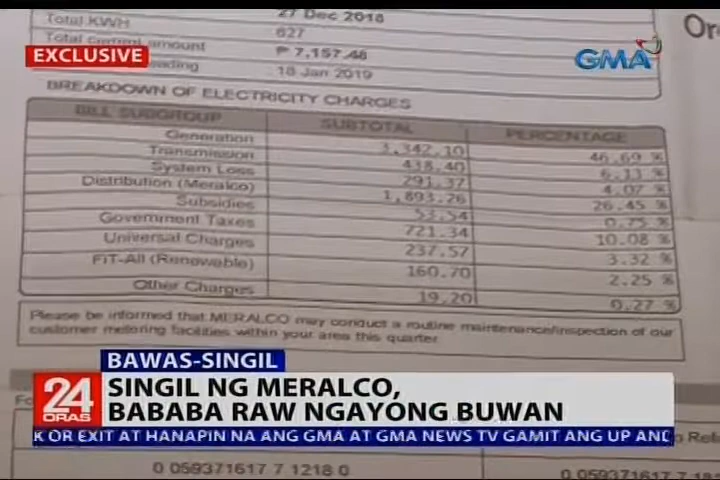 27 Dec 2018
Total KWH 627
Total current amount ₱ 7,157.46
18 Jan 2019
EXCLUSIVE
GMA
BREAKDOWN OF ELECTRICITY CHARGES
BILL SUBGROUP SUBTOTAL PERCENTAGE
Generation 3,342.10 46.69 %
Transmission 438.40 6.13 %
System Loss 291.37 4.07 %
Distribution (Meralco) 1,893.26 26.45 %
Subsidies 53.54 0.75 %
Government Taxes 721.34 10.08 %
Universal Charges 237.57 3.32 %
FiT-All (Renewable) 160.70 2.25 %
Other Charges 19.20 0.27 %
Please be informed that MERALCO may conduct a routine maintenance/inspection of our
customer metering facilities within your area this quarter
BAWAS-SINGIL
24 ORAS
SINGIL NG MERALCO,
BABABA RAW NGAYONG BUWAN
K OR EXIT AT HANAPIN NA ANG GMA AT GMA NEWS TV GAMIT ANG UP AND
0 059371617 7 1218 0